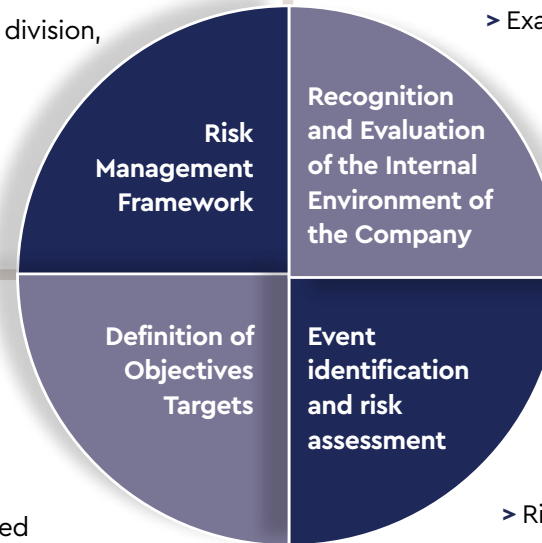 division,
> Exa
Risk
Management
Framework
Recognition
and Evaluation
of the Internal
Environment of
the Company
Definition of
Objectives
Targets
Event
identification
and risk
assessment
ed
> Ri